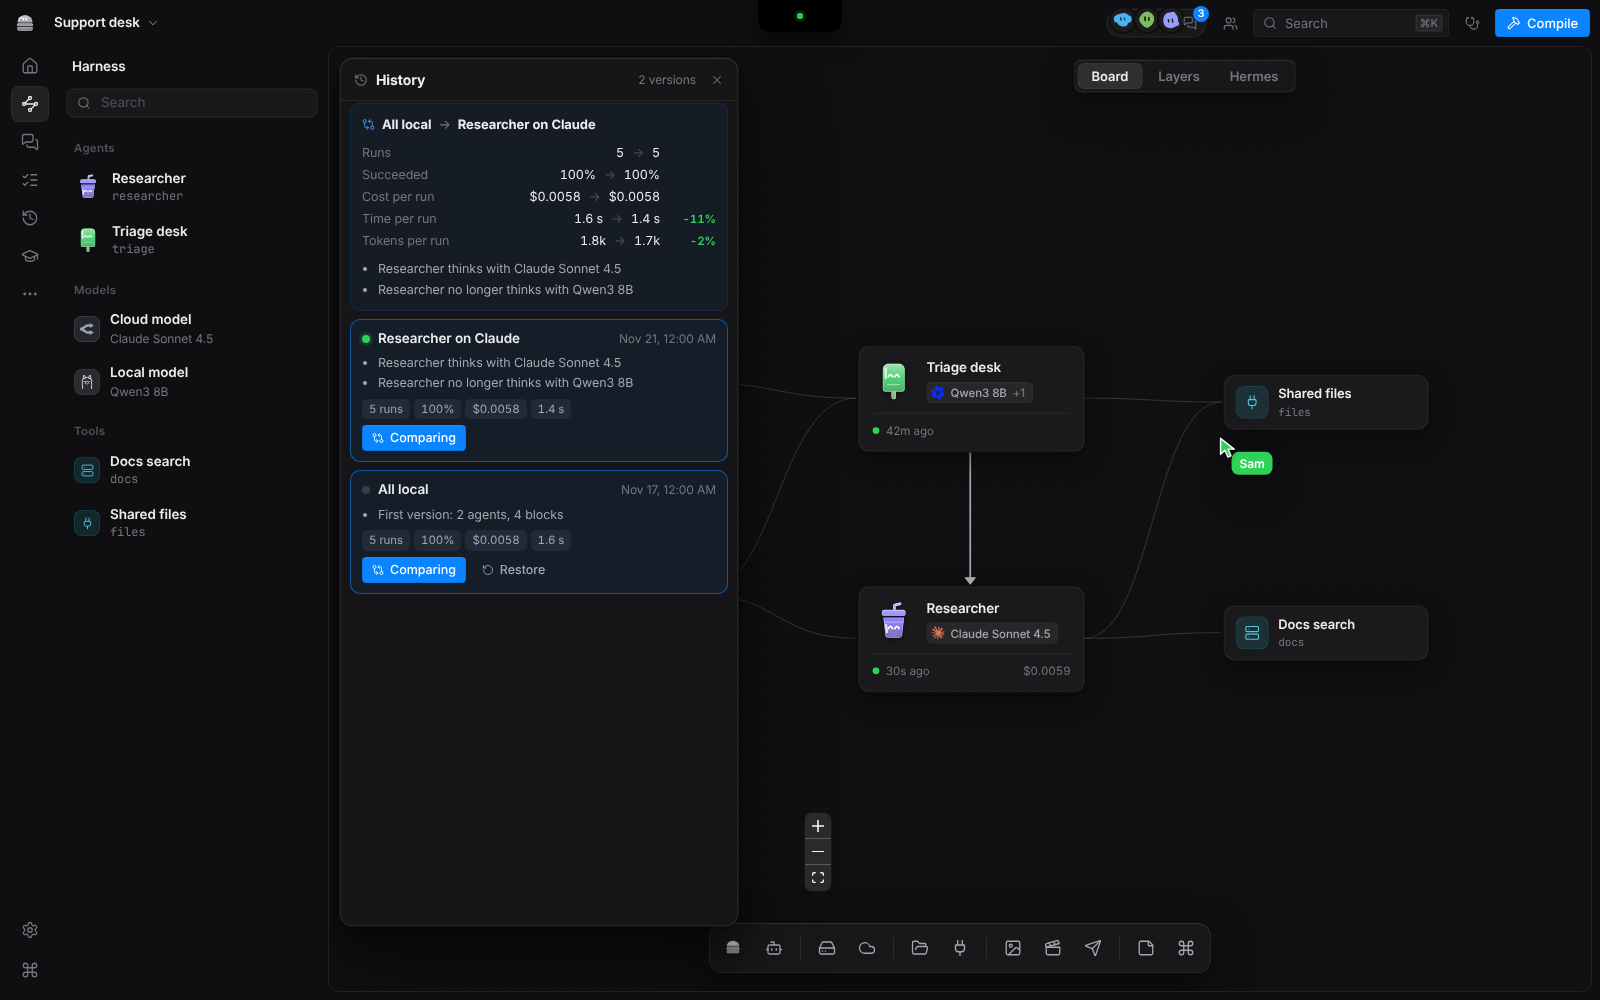 Support desk
3
Search
⌘K
Compile
Harness
Search
Agents
Researcher
researcher
Triage desk
triage
Models
Cloud model
Claude Sonnet 4.5
Local model
Qwen3 8B
Tools
Docs search
docs
Shared files
files
History
2 versions
All local → Researcher on Claude
Runs 5 → 5
Succeeded 100% → 100%
Cost per run $0.0058 → $0.0058
Time per run 1.6 s → 1.4 s -11%
Tokens per run 1.8k → 1.7k -2%
• Researcher thinks with Claude Sonnet 4.5
• Researcher no longer thinks with Qwen3 8B
Researcher on Claude Nov 21, 12:00 AM
• Researcher thinks with Claude Sonnet 4.5
• Researcher no longer thinks with Qwen3 8B
5 runs 100% $0.0058 1.4 s
Comparing
All local Nov 17, 12:00 AM
• First version: 2 agents, 4 blocks
5 runs 100% $0.0058 1.6 s
Comparing Restore
Board Layers Hermes
Triage desk
Qwen3 8B +1
42m ago
Shared files
files
Sam
Researcher
Claude Sonnet 4.5
30s ago $0.0059
Docs search
docs